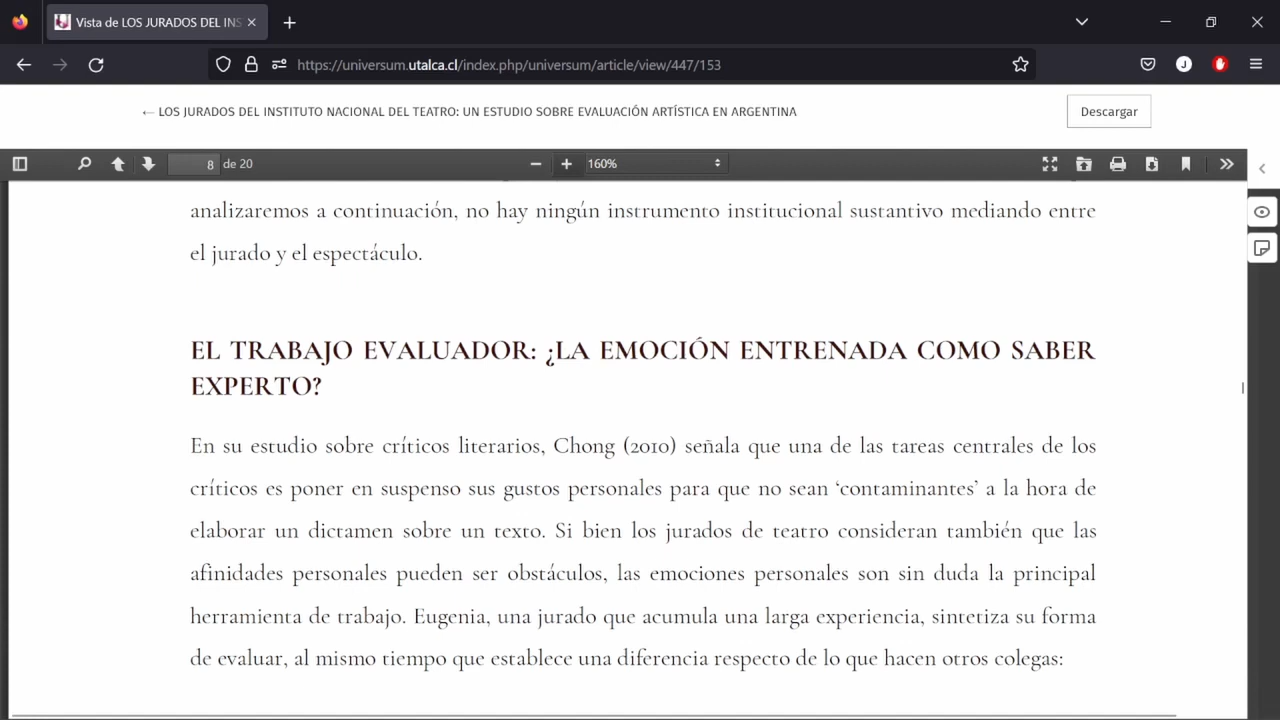 Vista de LOS JURADOS DEL INS
https://universum.utalca.cl/index.php/universum/article/view/447/153
← LOS JURADOS DEL INSTITUTO NACIONAL DEL TEATRO: UN ESTUDIO SOBRE EVALUACIÓN ARTÍSTICA EN ARGENTINA
Descargar
8 de 20
160%
analizaremos a continuación, no hay ningún instrumento institucional sustantivo mediando entre
el jurado y el espectáculo.
EL TRABAJO EVALUADOR: ¿LA EMOCIÓN ENTRENADA COMO SABER
EXPERTO?
En su estudio sobre críticos literarios, Chong (2010) señala que una de las tareas centrales de los
críticos es poner en suspenso sus gustos personales para que no sean ‘contaminantes’ a la hora de
elaborar un dictamen sobre un texto. Si bien los jurados de teatro consideran también que las
afinidades personales pueden ser obstáculos, las emociones personales son sin duda la principal
herramienta de trabajo. Eugenia, una jurado que acumula una larga experiencia, sintetiza su forma
de evaluar, al mismo tiempo que establece una diferencia respecto de lo que hacen otros colegas: